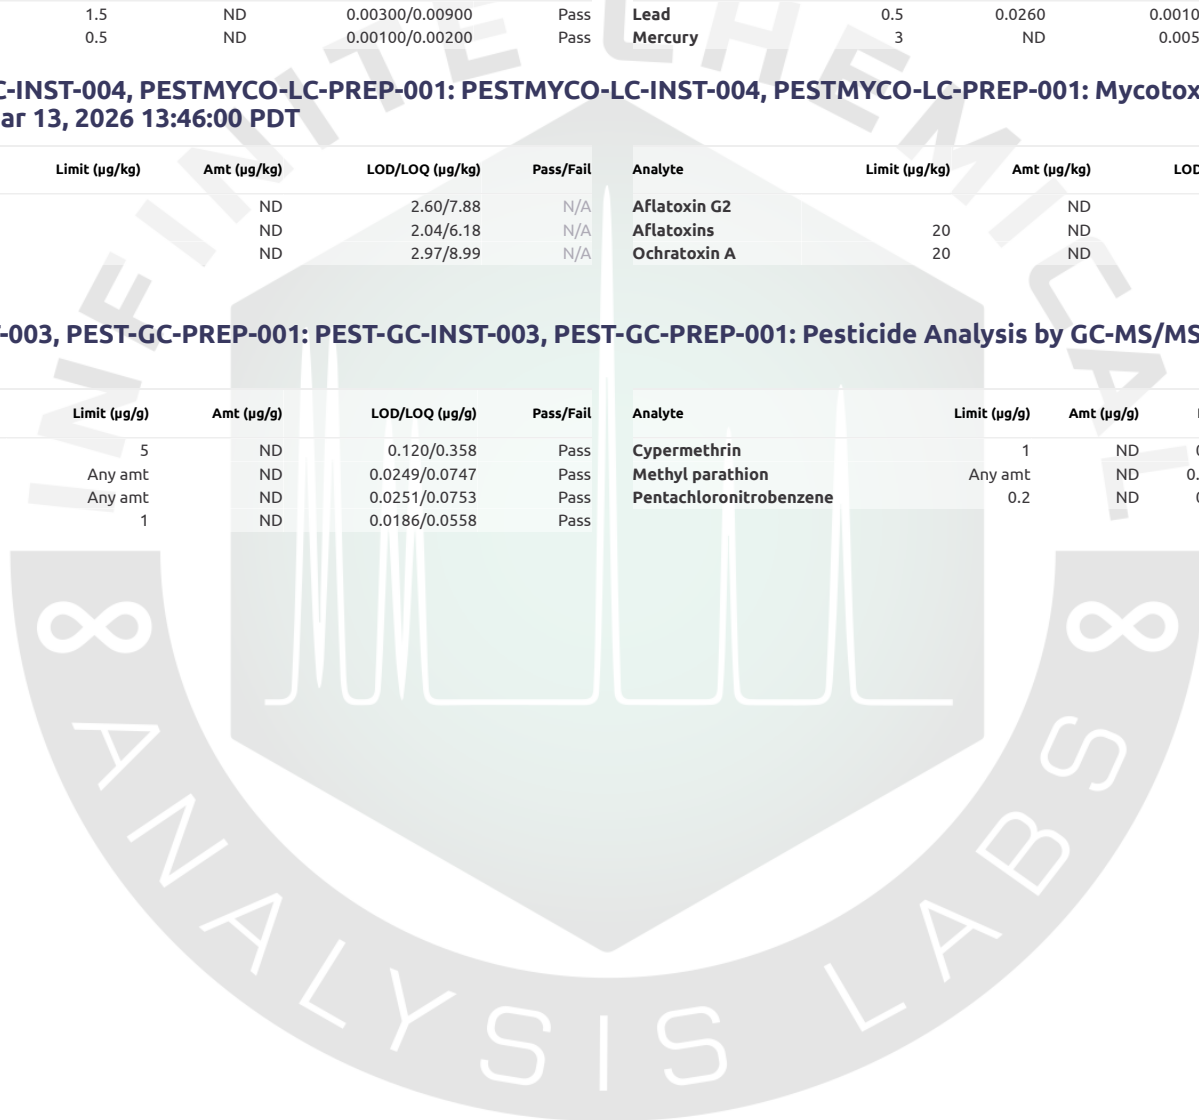 1.5 ND 0.00300/0.00900 Pass Lead 0.5 0.0260 0.0010
0.5 ND 0.00100/0.00200 Pass Mercury 3 ND 0.005
C-INST-004, PESTMYCO-LC-PREP-001: PESTMYCO-LC-INST-004, PESTMYCO-LC-PREP-001: Mycotox
ar 13, 2026 13:46:00 PDT
Limit (µg/kg) Amt (µg/kg) LOD/LOQ (µg/kg) Pass/Fail Analyte Limit (µg/kg) Amt (µg/kg) LOD
ND 2.60/7.88 N/A Aflatoxin G2 ND
ND 2.04/6.18 N/A Aflatoxins 20 ND
ND 2.97/8.99 N/A Ochratoxin A 20 ND
-003, PEST-GC-PREP-001: PEST-GC-INST-003, PEST-GC-PREP-001: Pesticide Analysis by GC-MS/MS
Limit (µg/g) Amt (µg/g) LOD/LOQ (µg/g) Pass/Fail Analyte Limit (µg/g) Amt (µg/g)
5 ND 0.120/0.358 Pass Cypermethrin 1 ND 0
Any amt ND 0.0249/0.0747 Pass Methyl parathion Any amt ND 0.
Any amt ND 0.0251/0.0753 Pass Pentachloronitrobenzene 0.2 ND 0
1 ND 0.0186/0.0558 Pass
INFINITE CHEMICAL
∞ ANALYSIS LABS ∞